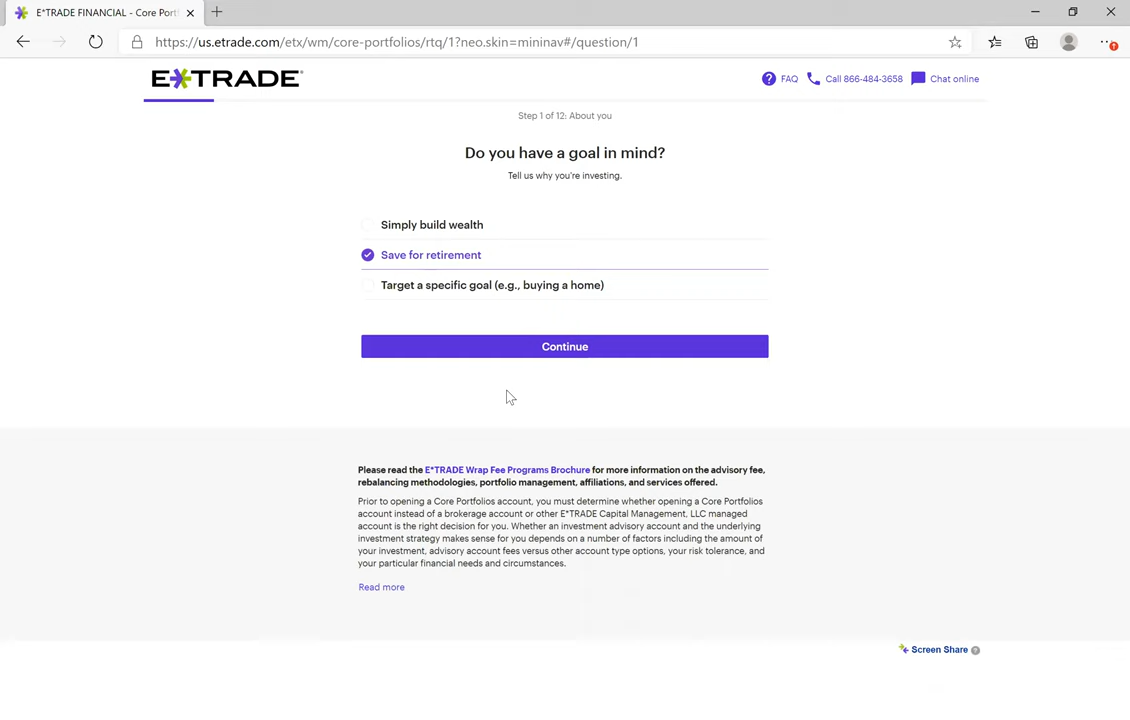 E*TRADE FINANCIAL - Core Port
https://us.etrade.com/etx/wm/core-portfolios/rtq/1?neo.skin=mininav#/question/1
E*TRADE
? FAQ Call 866-484-3658 Chat online
Step 1 of 12: About you
Do you have a goal in mind?
Tell us why you're investing.
Simply build wealth
Save for retirement
Target a specific goal (e.g., buying a home)
Continue
Please read the E*TRADE Wrap Fee Programs Brochure for more information on the advisory fee,
rebalancing methodologies, portfolio management, affiliations, and services offered.
Prior to opening a Core Portfolios account, you must determine whether opening a Core Portfolios
account instead of a brokerage account or other E*TRADE Capital Management, LLC managed
account is the right decision for you. Whether an investment advisory account and the underlying
investment strategy makes sense for you depends on a number of factors including the amount of
your investment, advisory account fees versus other account type options, your risk tolerance, and
your particular financial needs and circumstances.
Read more
Screen Share ?